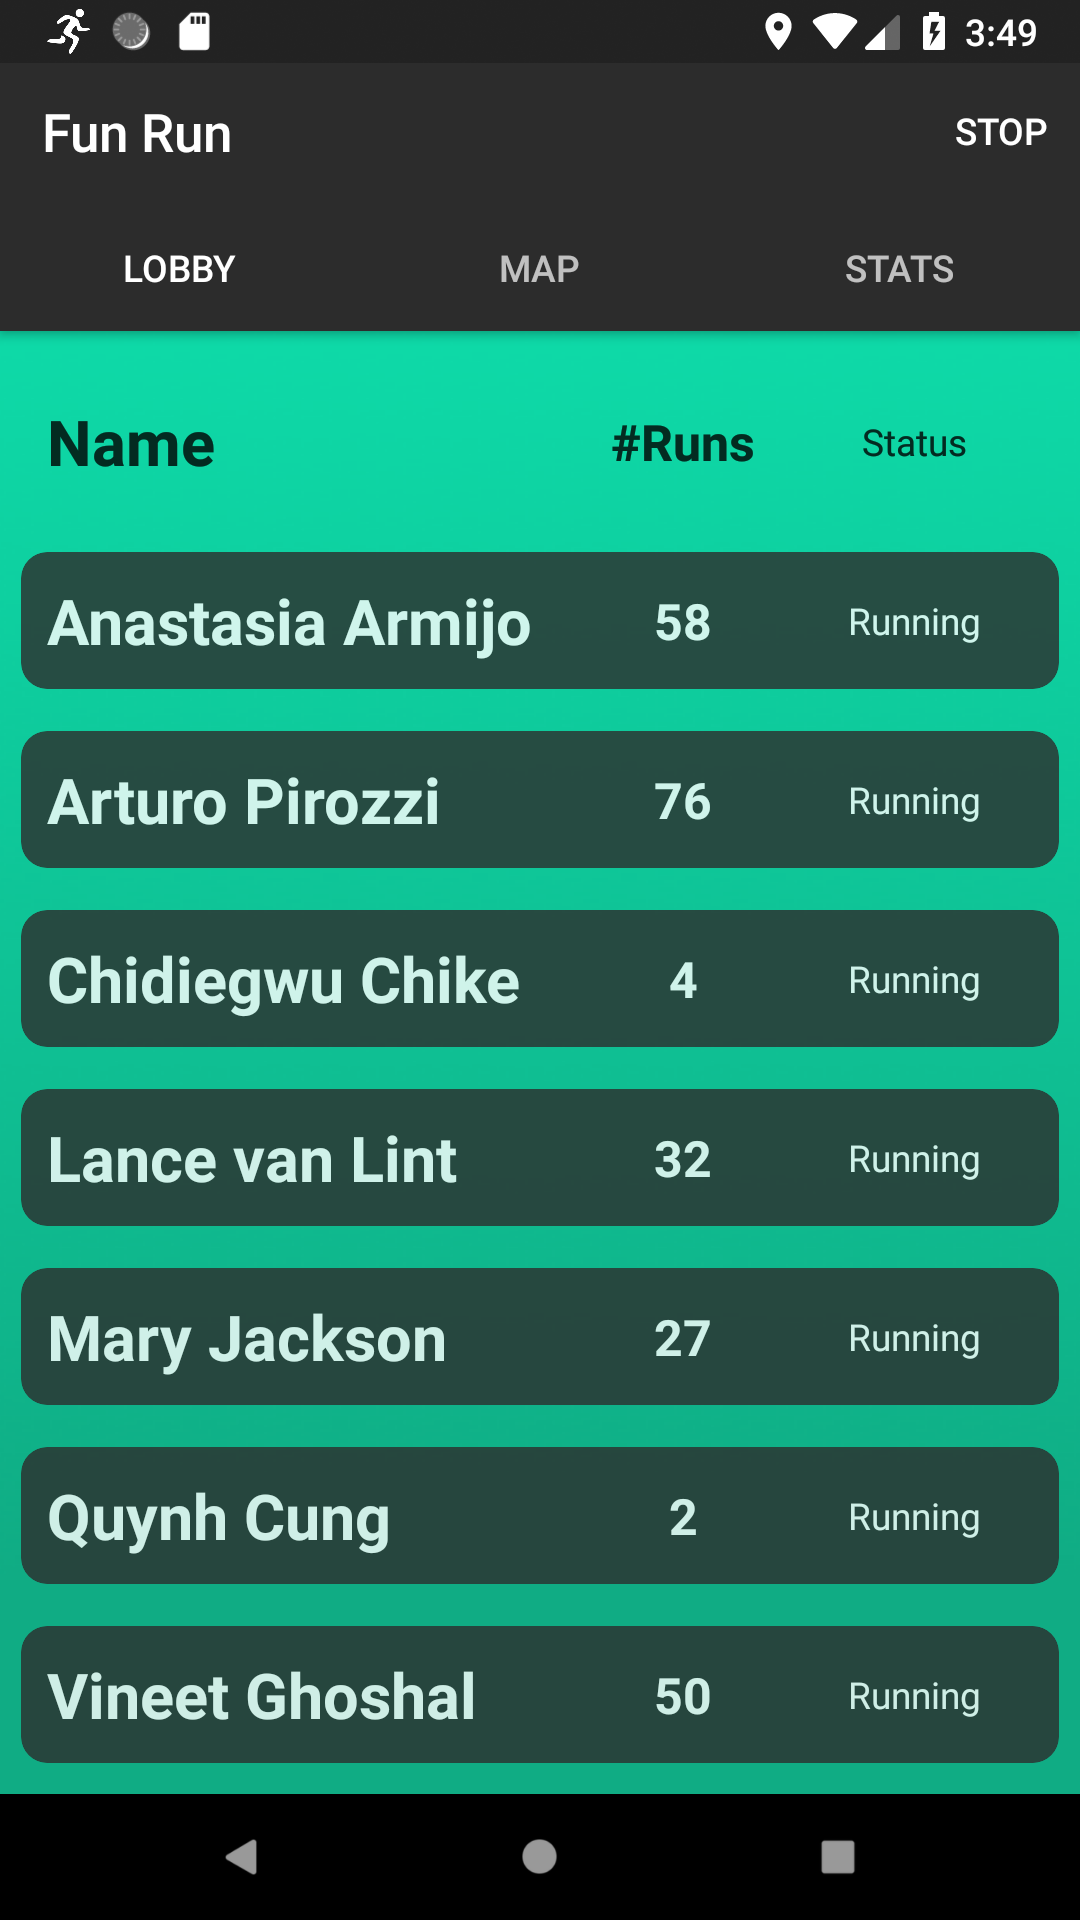 3:49
Fun Run STOP
LOBBY MAP STATS
Name #Runs Status
Anastasia Armijo 58 Running
Arturo Pirozzi 76 Running
Chidiegwu Chike 4 Running
Lance van Lint 32 Running
Mary Jackson 27 Running
Quynh Cung 2 Running
Vineet Ghoshal 50 Running